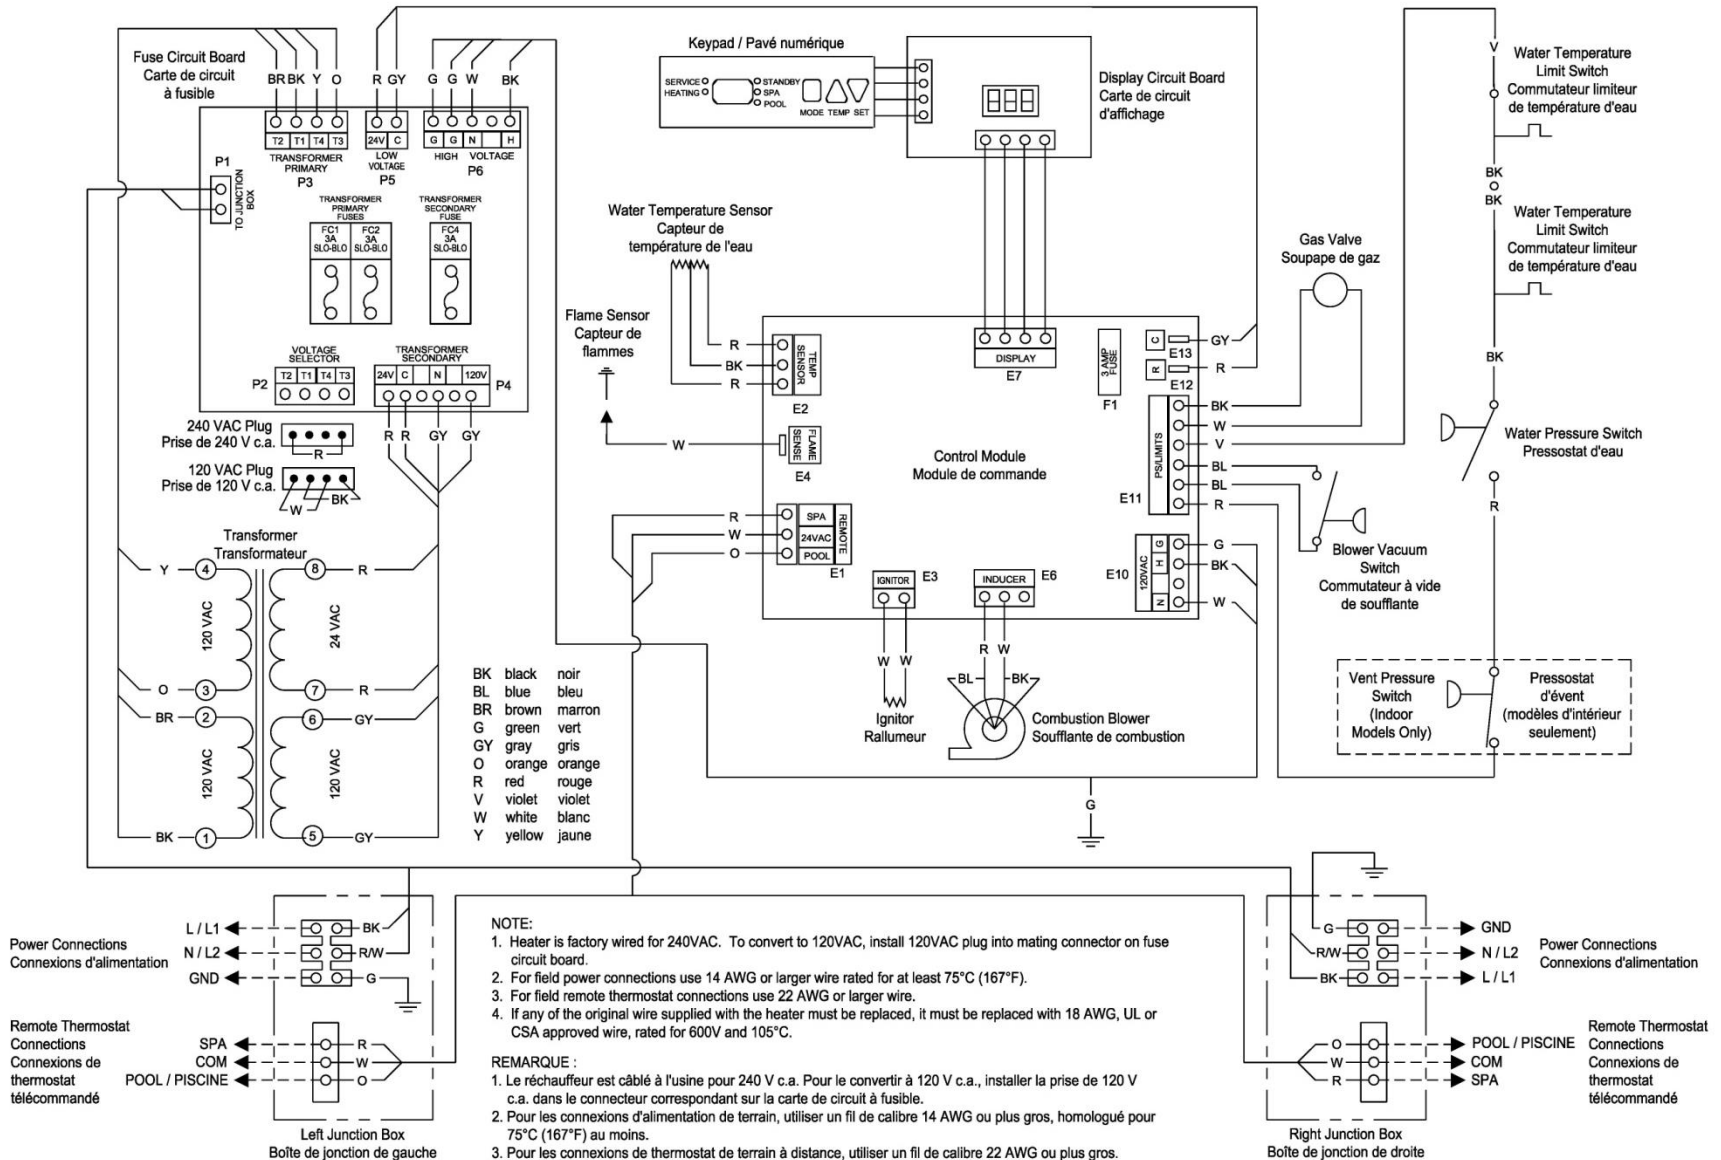 Fuse Circuit Board
Carte de circuit
à fusible
BR BK Y O
R GY
G G W BK
T2 T1 T4 T3
TRANSFORMER
PRIMARY
P3
24V C
LOW
VOLTAGE
P5
G G N H
HIGH VOLTAGE
P6
P1
TO JUNCTION
BOX
TRANSFORMER
PRIMARY
FUSES
FC1
3A
SLO-BLO
FC2
3A
SLO-BLO
TRANSFORMER
SECONDARY
FUSE
FC4
3A
SLO-BLO
VOLTAGE
SELECTOR
P2
T2 T1 T4 T3
TRANSFORMER
SECONDARY
24V C N 120V
P4
R R GY GY
240 VAC Plug
Prise de 240 V c.a.
R
120 VAC Plug
Prise de 120 V c.a.
W
BK
Transformer
Transformateur
Y 4
8 R
120 VAC
24 VAC
O 3
7 R
BR 2
6 GY
120 VAC
120 VAC
BK 1
5 GY
BK black noir
BL blue bleu
BR brown marron
G green vert
GY gray gris
O orange orange
R red rouge
V violet violet
W white blanc
Y yellow jaune
Keypad / Pavé numérique
SERVICE
HEATING
STANDBY
SPA
POOL
MODE TEMP SET
Display Circuit Board
Carte de circuit
d'affichage
Water Temperature Sensor
Capteur de
température de l'eau
Flame Sensor
Capteur de
flammes
R
BK
R
TEMP
SENSOR
E2
W
FLAME
SENSE
E4
R
W
O
SPA
24VAC
POOL
REMOTE
E1
DISPLAY
E7
3 AMP
FUSE
F1
C
E13
GY
R
E12
R
Control Module
Module de commande
PS/LIMITS
E11
BK
W
V
BL
BL
R
120VAC
G
H
N
E10
G
BK
W
IGNITOR
E3
INDUCER
E6
W W
Ignitor
Rallumeur
R W
BL
BK
Combustion Blower
Soufflante de combustion
G
Gas Valve
Soupape de gaz
V
Water Temperature
Limit Switch
Commutateur limiteur
de température d'eau
BK
BK
Water Temperature
Limit Switch
Commutateur limiteur
de température d'eau
BK
Water Pressure Switch
Pressostat d'eau
R
Blower Vacuum
Switch
Commutateur à vide
de soufflante
Vent Pressure
Switch
(Indoor
Models Only)
Pressostat
d'évent
(modèles d'intérieur
seulement)
Power Connections
Connexions d'alimentation
L / L1
N / L2
GND
BK
R/W
G
Remote Thermostat
Connections
Connexions de
thermostat
télécommandé
SPA
COM
POOL / PISCINE
R
W
O
Left Junction Box
Boîte de jonction de gauche
NOTE:
1. Heater is factory wired for 240VAC. To convert to 120VAC, install 120VAC plug into mating connector on fuse
circuit board.
2. For field power connections use 14 AWG or larger wire rated for at least 75°C (167°F).
3. For field remote thermostat connections use 22 AWG or larger wire.
4. If any of the original wire supplied with the heater must be replaced, it must be replaced with 18 AWG, UL or
CSA approved wire, rated for 600V and 105°C.
REMARQUE :
1. Le réchauffeur est câblé à l'usine pour 240 V c.a. Pour le convertir à 120 V c.a., installer la prise de 120 V
c.a. dans le connecteur correspondant sur la carte de circuit à fusible.
2. Pour les connexions d'alimentation de terrain, utiliser un fil de calibre 14 AWG ou plus gros, homologué pour
75°C (167°F) au moins.
3. Pour les connexions de thermostat de terrain à distance, utiliser un fil de calibre 22 AWG ou plus gros.
G
R/W
BK
GND
N / L2
L / L1
Power Connections
Connexions d'alimentation
O
W
R
POOL / PISCINE
COM
SPA
Remote Thermostat
Connections
Connexions de
thermostat
télécommandé
Right Junction Box
Boîte de jonction de droite